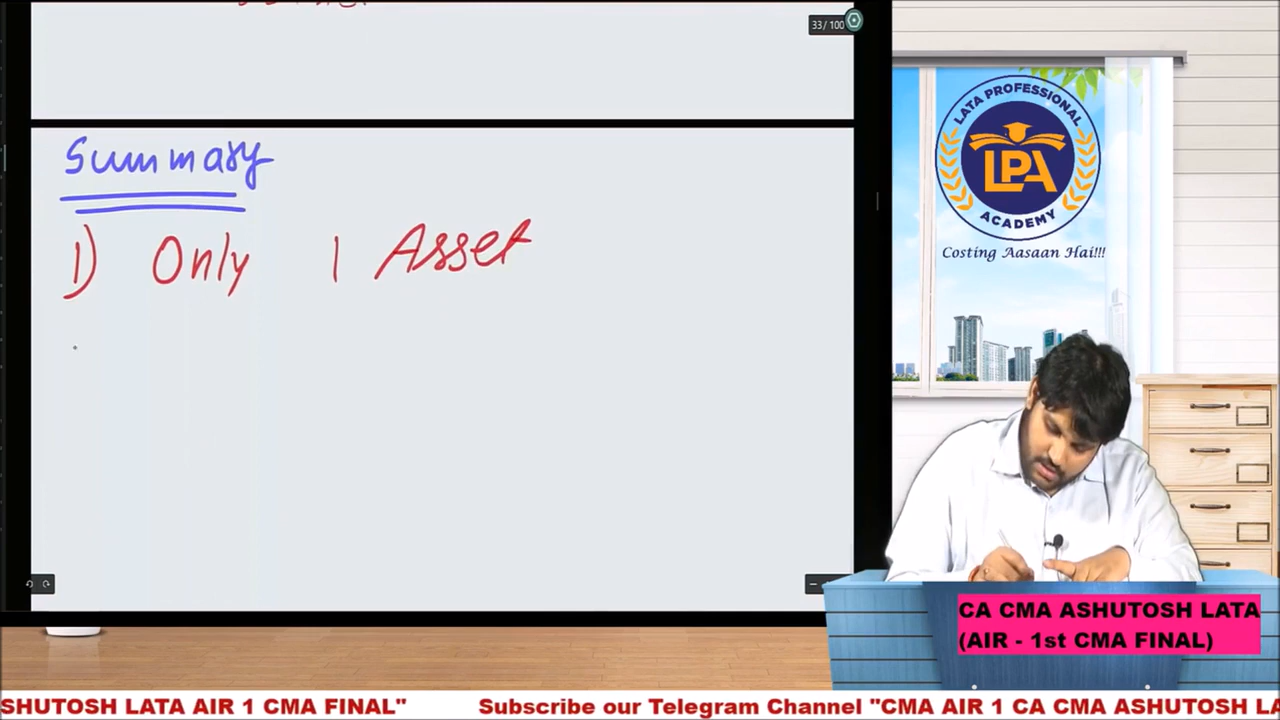 33/100
Summary
1) Only 1 Asset
LATA PROFESSIONAL
LPA
ACADEMY
Costing Aasaan Hai!!!
CA CMA ASHUTOSH LATA
(AIR - 1st CMA FINAL)
SHUTOSH LATA AIR 1 CMA FINAL" Subscribe our Telegram Channel "CMA AIR 1 CA CMA ASHUTOSH LA